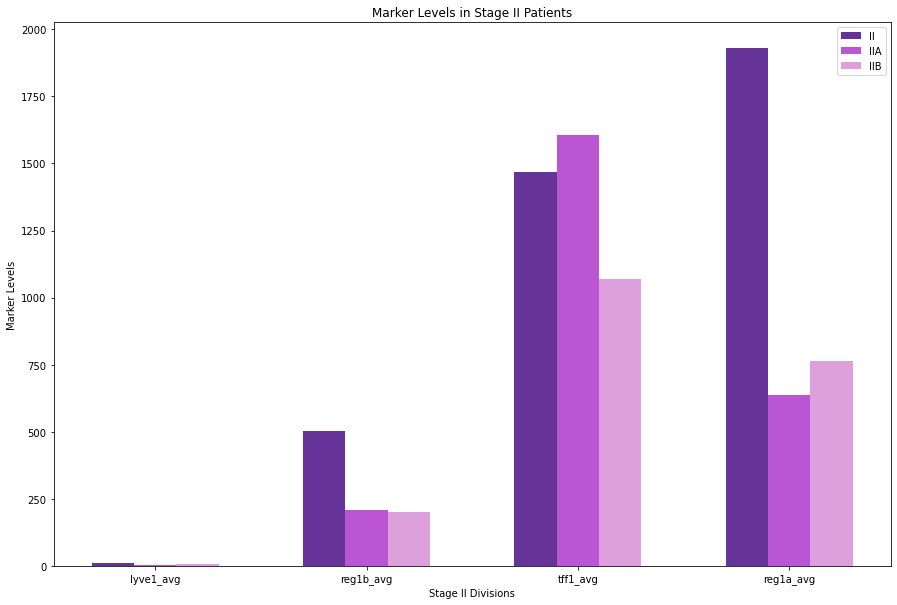 Marker Levels in Stage II Patients
II
IIA
IIB
2000
1750
1500
1250
1000
750
500
250
0
Marker Levels
lyve1_avg
reg1b_avg
tff1_avg
reg1a_avg
Stage II Divisions